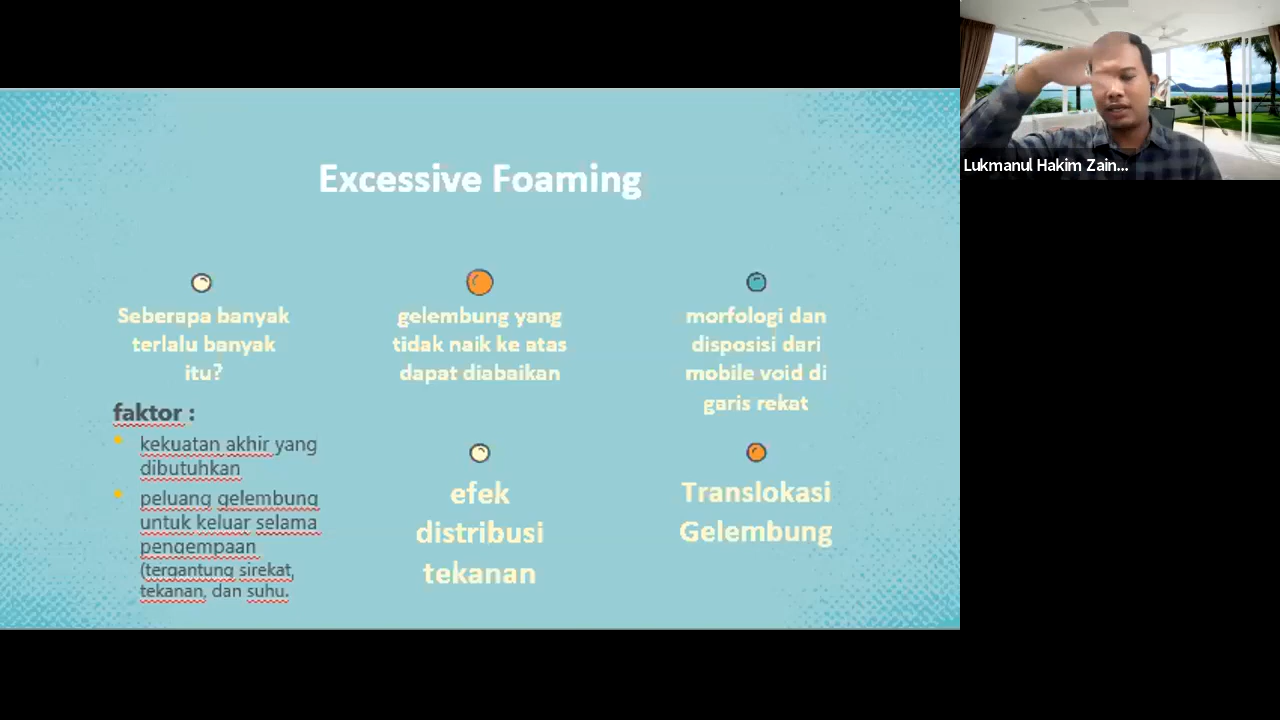 Excessive Foaming
Seberapa banyak
terlalu banyak
itu?
faktor :
kekuatan akhir yang
dibutuhkan
peluang gelembung
untuk keluar selama
pengempaan
(tergantung sirekat,
tekanan, dan suhu.
gelembung yang
tidak naik ke atas
dapat diabaikan
morfologi dan
disposisi dari
mobile void di
garis rekat
efek
distribusi
tekanan
Translokasi
Gelembung
Lukmanul Hakim Zain...